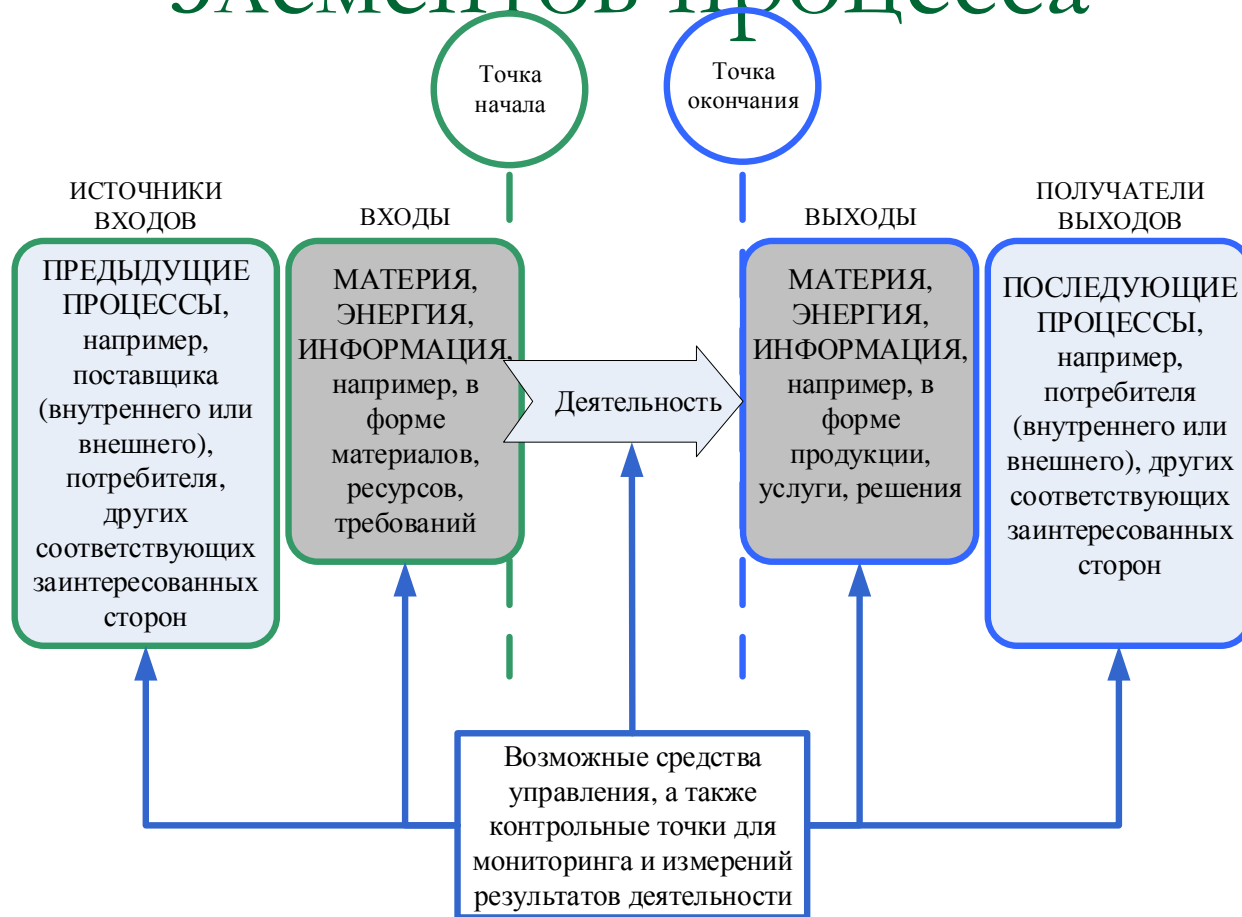 элементов процесса
Точка
начала
Точка
окончания
ИСТОЧНИКИ
ВХОДОВ
ВХОДЫ
ВЫХОДЫ
ПОЛУЧАТЕЛИ
ВЫХОДОВ
ПРЕДЫДУЩИЕ
ПРОЦЕССЫ,
например,
поставщика
(внутреннего или
внешнего),
потребителя,
других
соответствующих
заинтересованных
сторон
МАТЕРИЯ,
ЭНЕРГИЯ,
ИНФОРМАЦИЯ,
например, в
форме
материалов,
ресурсов,
требований
Деятельность
МАТЕРИЯ,
ЭНЕРГИЯ,
ИНФОРМАЦИЯ,
например, в
форме
продукции,
услуги, решения
ПОСЛЕДУЮЩИЕ
ПРОЦЕССЫ,
например,
потребителя
(внутреннего или
внешнего), других
соответствующих
заинтересованных
сторон
Возможные средства
управления, а также
контрольные точки для
мониторинга и измерений
результатов деятельности